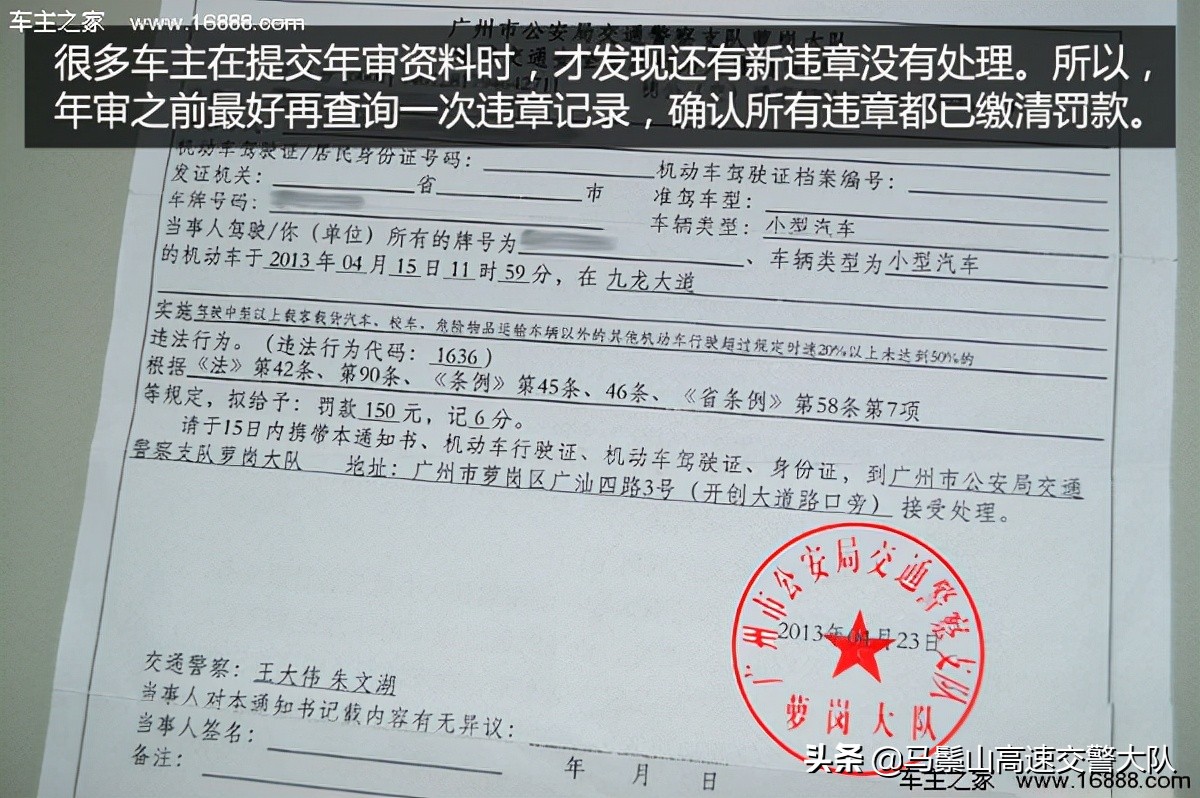 车主之家 www.16888.com
广州市公安局交通警察支队萝岗大队
很多车主在提交年审资料时，才发现还有新违章没有处理。所以，
年审之前最好再查询一次违章记录，确认所有违章都已缴清罚款。
机动车驾驶证/居民身份证号码：
机动车驾驶证档案编号：
发证机关： 省 市
准驾车型：
车牌号码：
车辆类型：小型汽车
当事人驾驶/你（单位）所有的牌号为 、车辆类型为小型汽车
的机动车于2013年04月15日11时59分，在 九龙大道
实施驾驶中型以上载客载货汽车、校车、危险物品运输车辆以外的其他机动车行驶超过规定时速20%以上未达到50%的
违法行为。（违法行为代码： 1636 ）
根据《法》第42条、第90条、《条例》第45条、46条、《省条例》第58条第7项
等规定，拟给予：罚款150元，记6分。
请于15日内携带本通知书、机动车行驶证、机动车驾驶证、身份证，到广州市公安局交通
警察支队萝岗大队 地址：广州市萝岗区广汕四路3号（开创大道路口旁） 接受处理。
广州市公安局交通警察支队
2013年04月23日
萝岗大队
交通警察：王大伟 朱文湖
当事人对本通知书记载内容有无异议：
当事人签名：
年 月 日
备注：
头条 @马鬃山高速交警大队
车主之家 www.16888.com